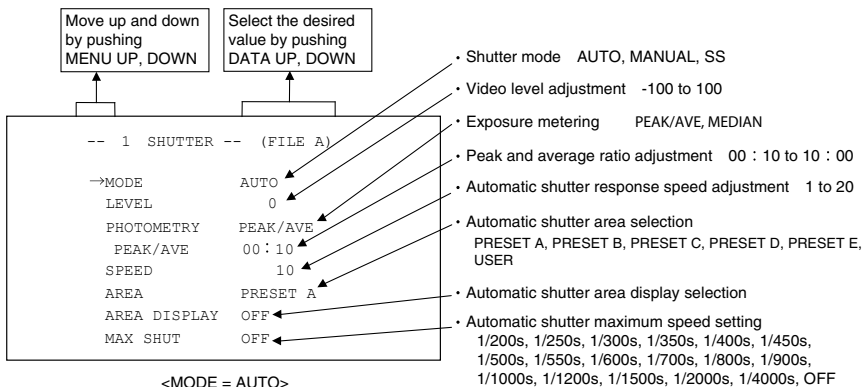 Move up and down
by pushing
MENU UP, DOWN
Select the desired
value by pushing
DATA UP, DOWN
-- 1 SHUTTER -- (FILE A)
→MODE AUTO
LEVEL 0
PHOTOMETRY PEAK/AVE
PEAK/AVE 00:10
SPEED 10
AREA PRESET A
AREA DISPLAY OFF
MAX SHUT OFF
<MODE = AUTO>
・Shutter mode AUTO, MANUAL, SS
・Video level adjustment -100 to 100
・Exposure metering PEAK/AVE, MEDIAN
・Peak and average ratio adjustment 00 : 10 to 10 : 00
・Automatic shutter response speed adjustment 1 to 20
・Automatic shutter area selection
PRESET A, PRESET B, PRESET C, PRESET D, PRESET E,
USER
・Automatic shutter area display selection
・Automatic shutter maximum speed setting
1/200s, 1/250s, 1/300s, 1/350s, 1/400s, 1/450s,
1/500s, 1/550s, 1/600s, 1/700s, 1/800s, 1/900s,
1/1000s, 1/1200s, 1/1500s, 1/2000s, 1/4000s, OFF